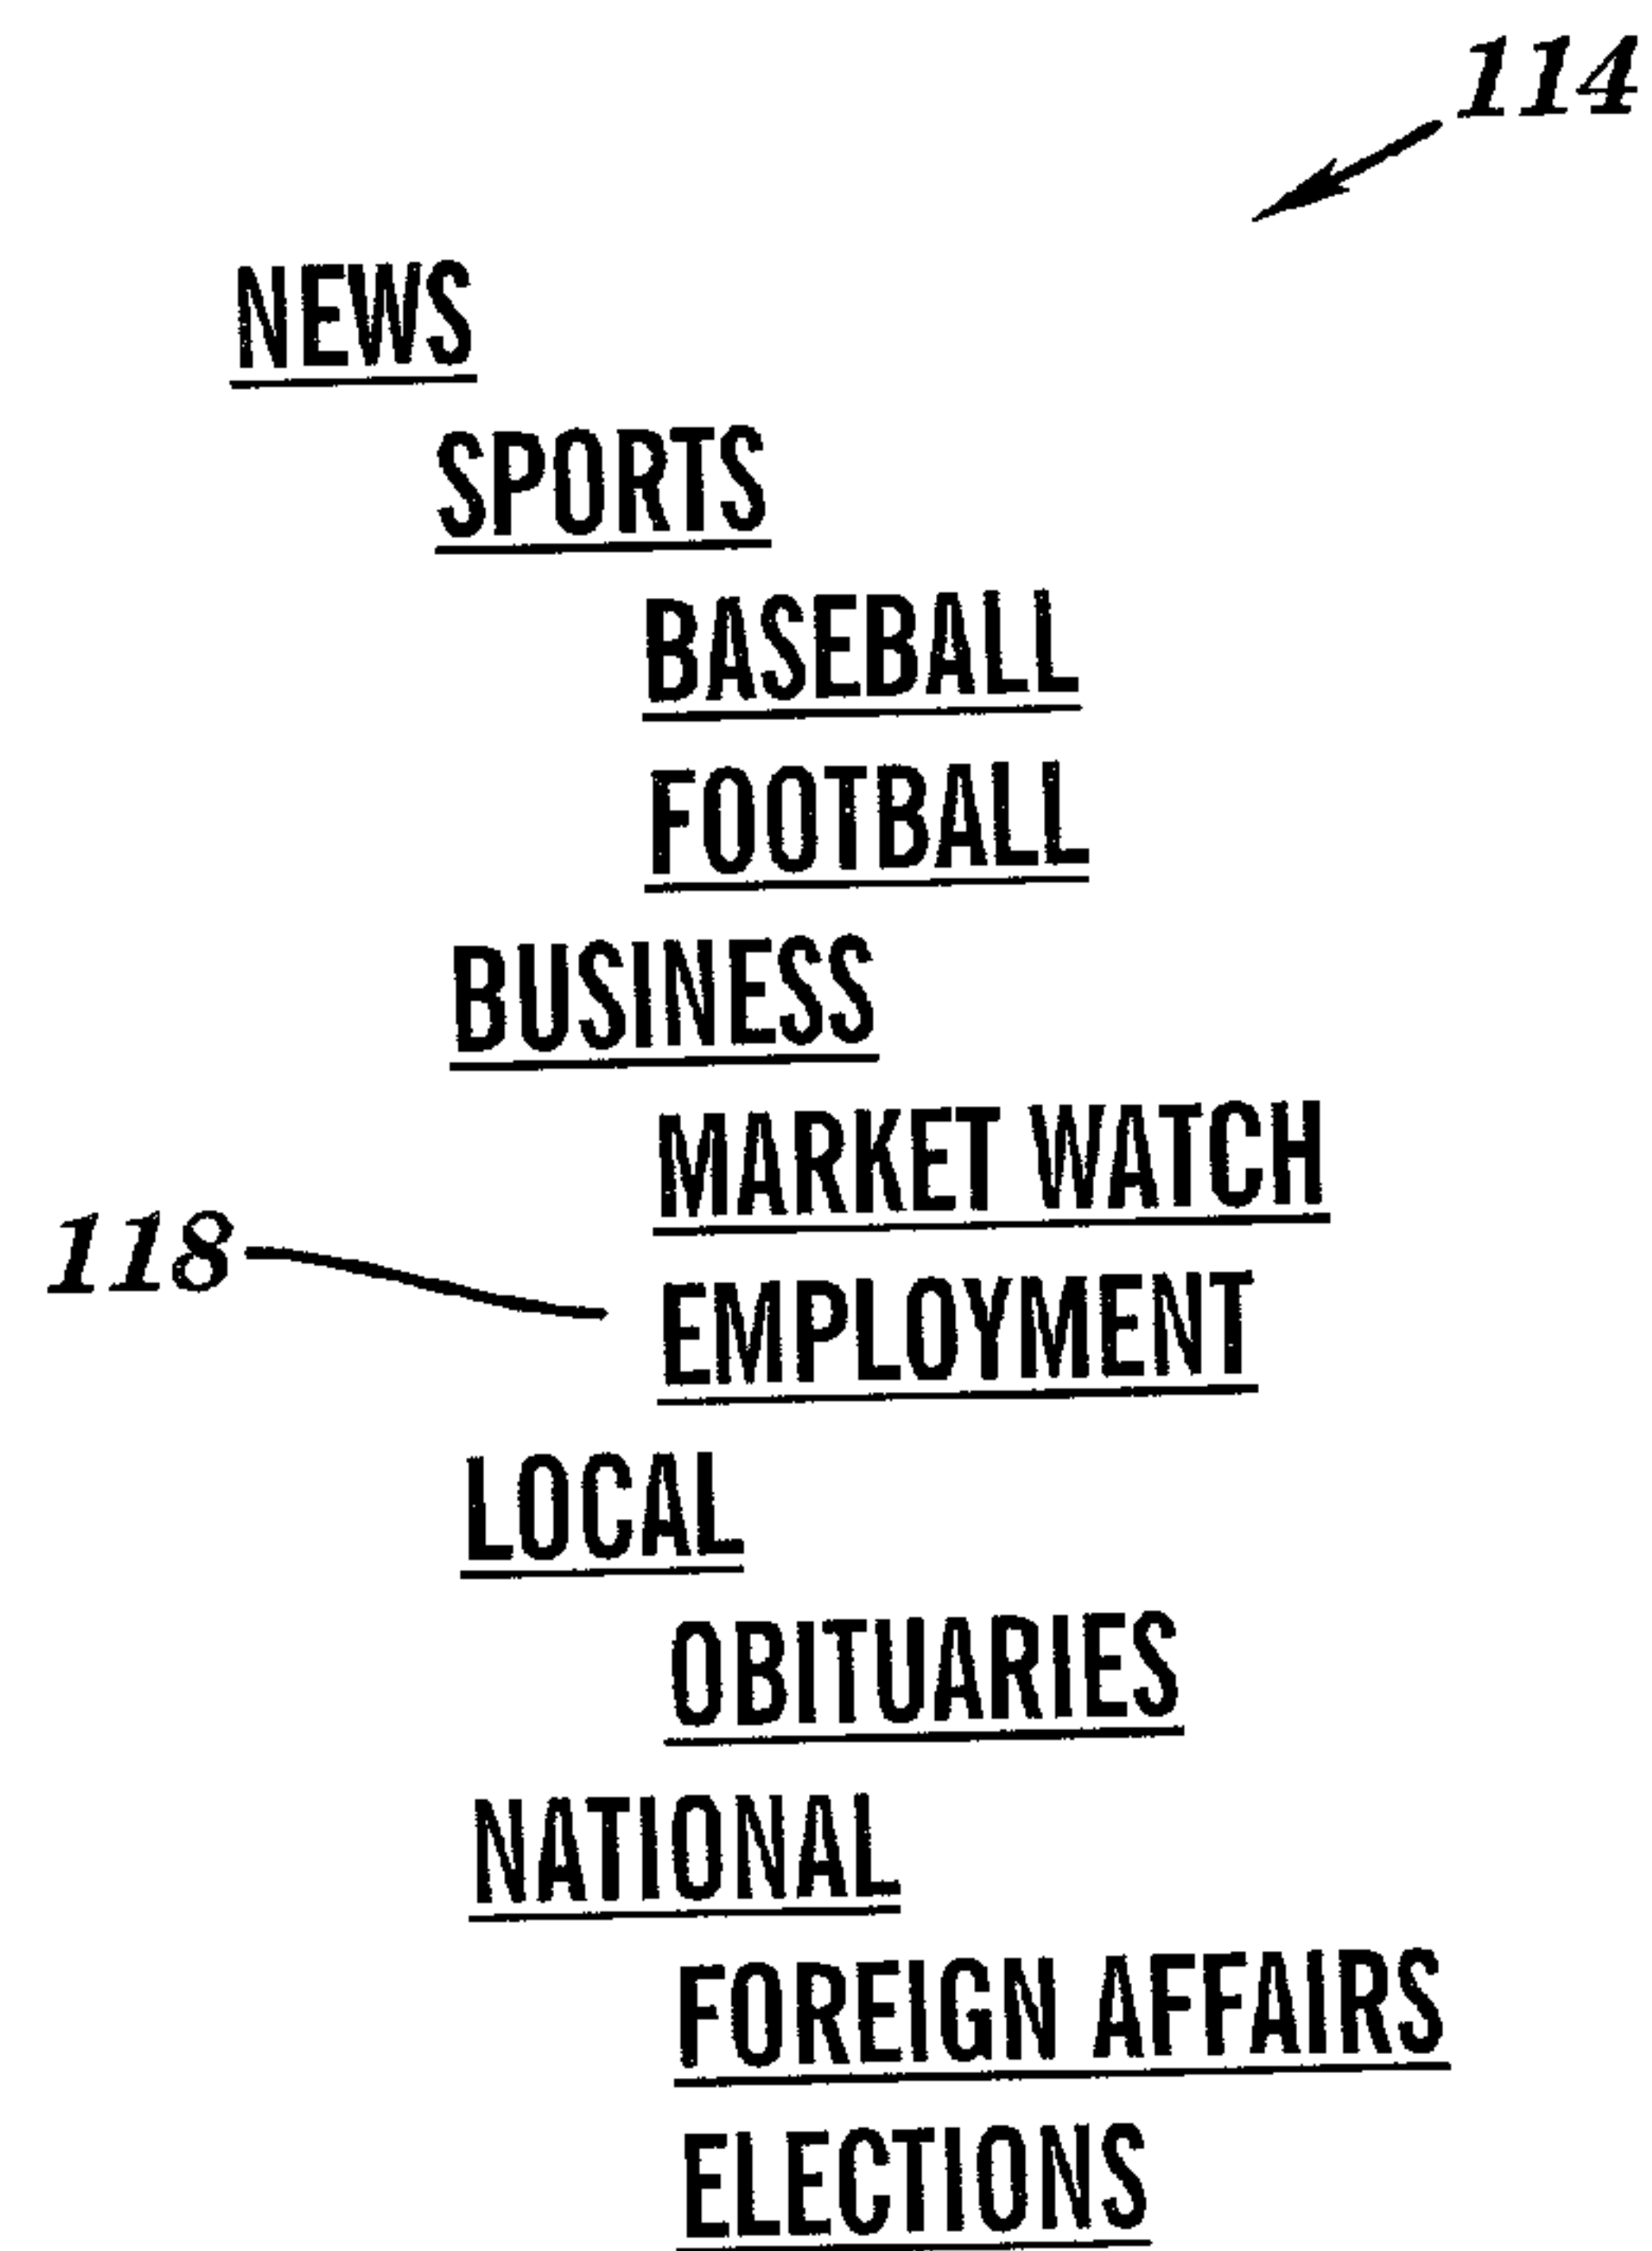 114
NEWS
SPORTS
BASEBALL
FOOTBALL
BUSINESS
MARKET WATCH
118
EMPLOYMENT
LOCAL
OBITUARIES
NATIONAL
FOREIGN AFFAIRS
ELECTIONS